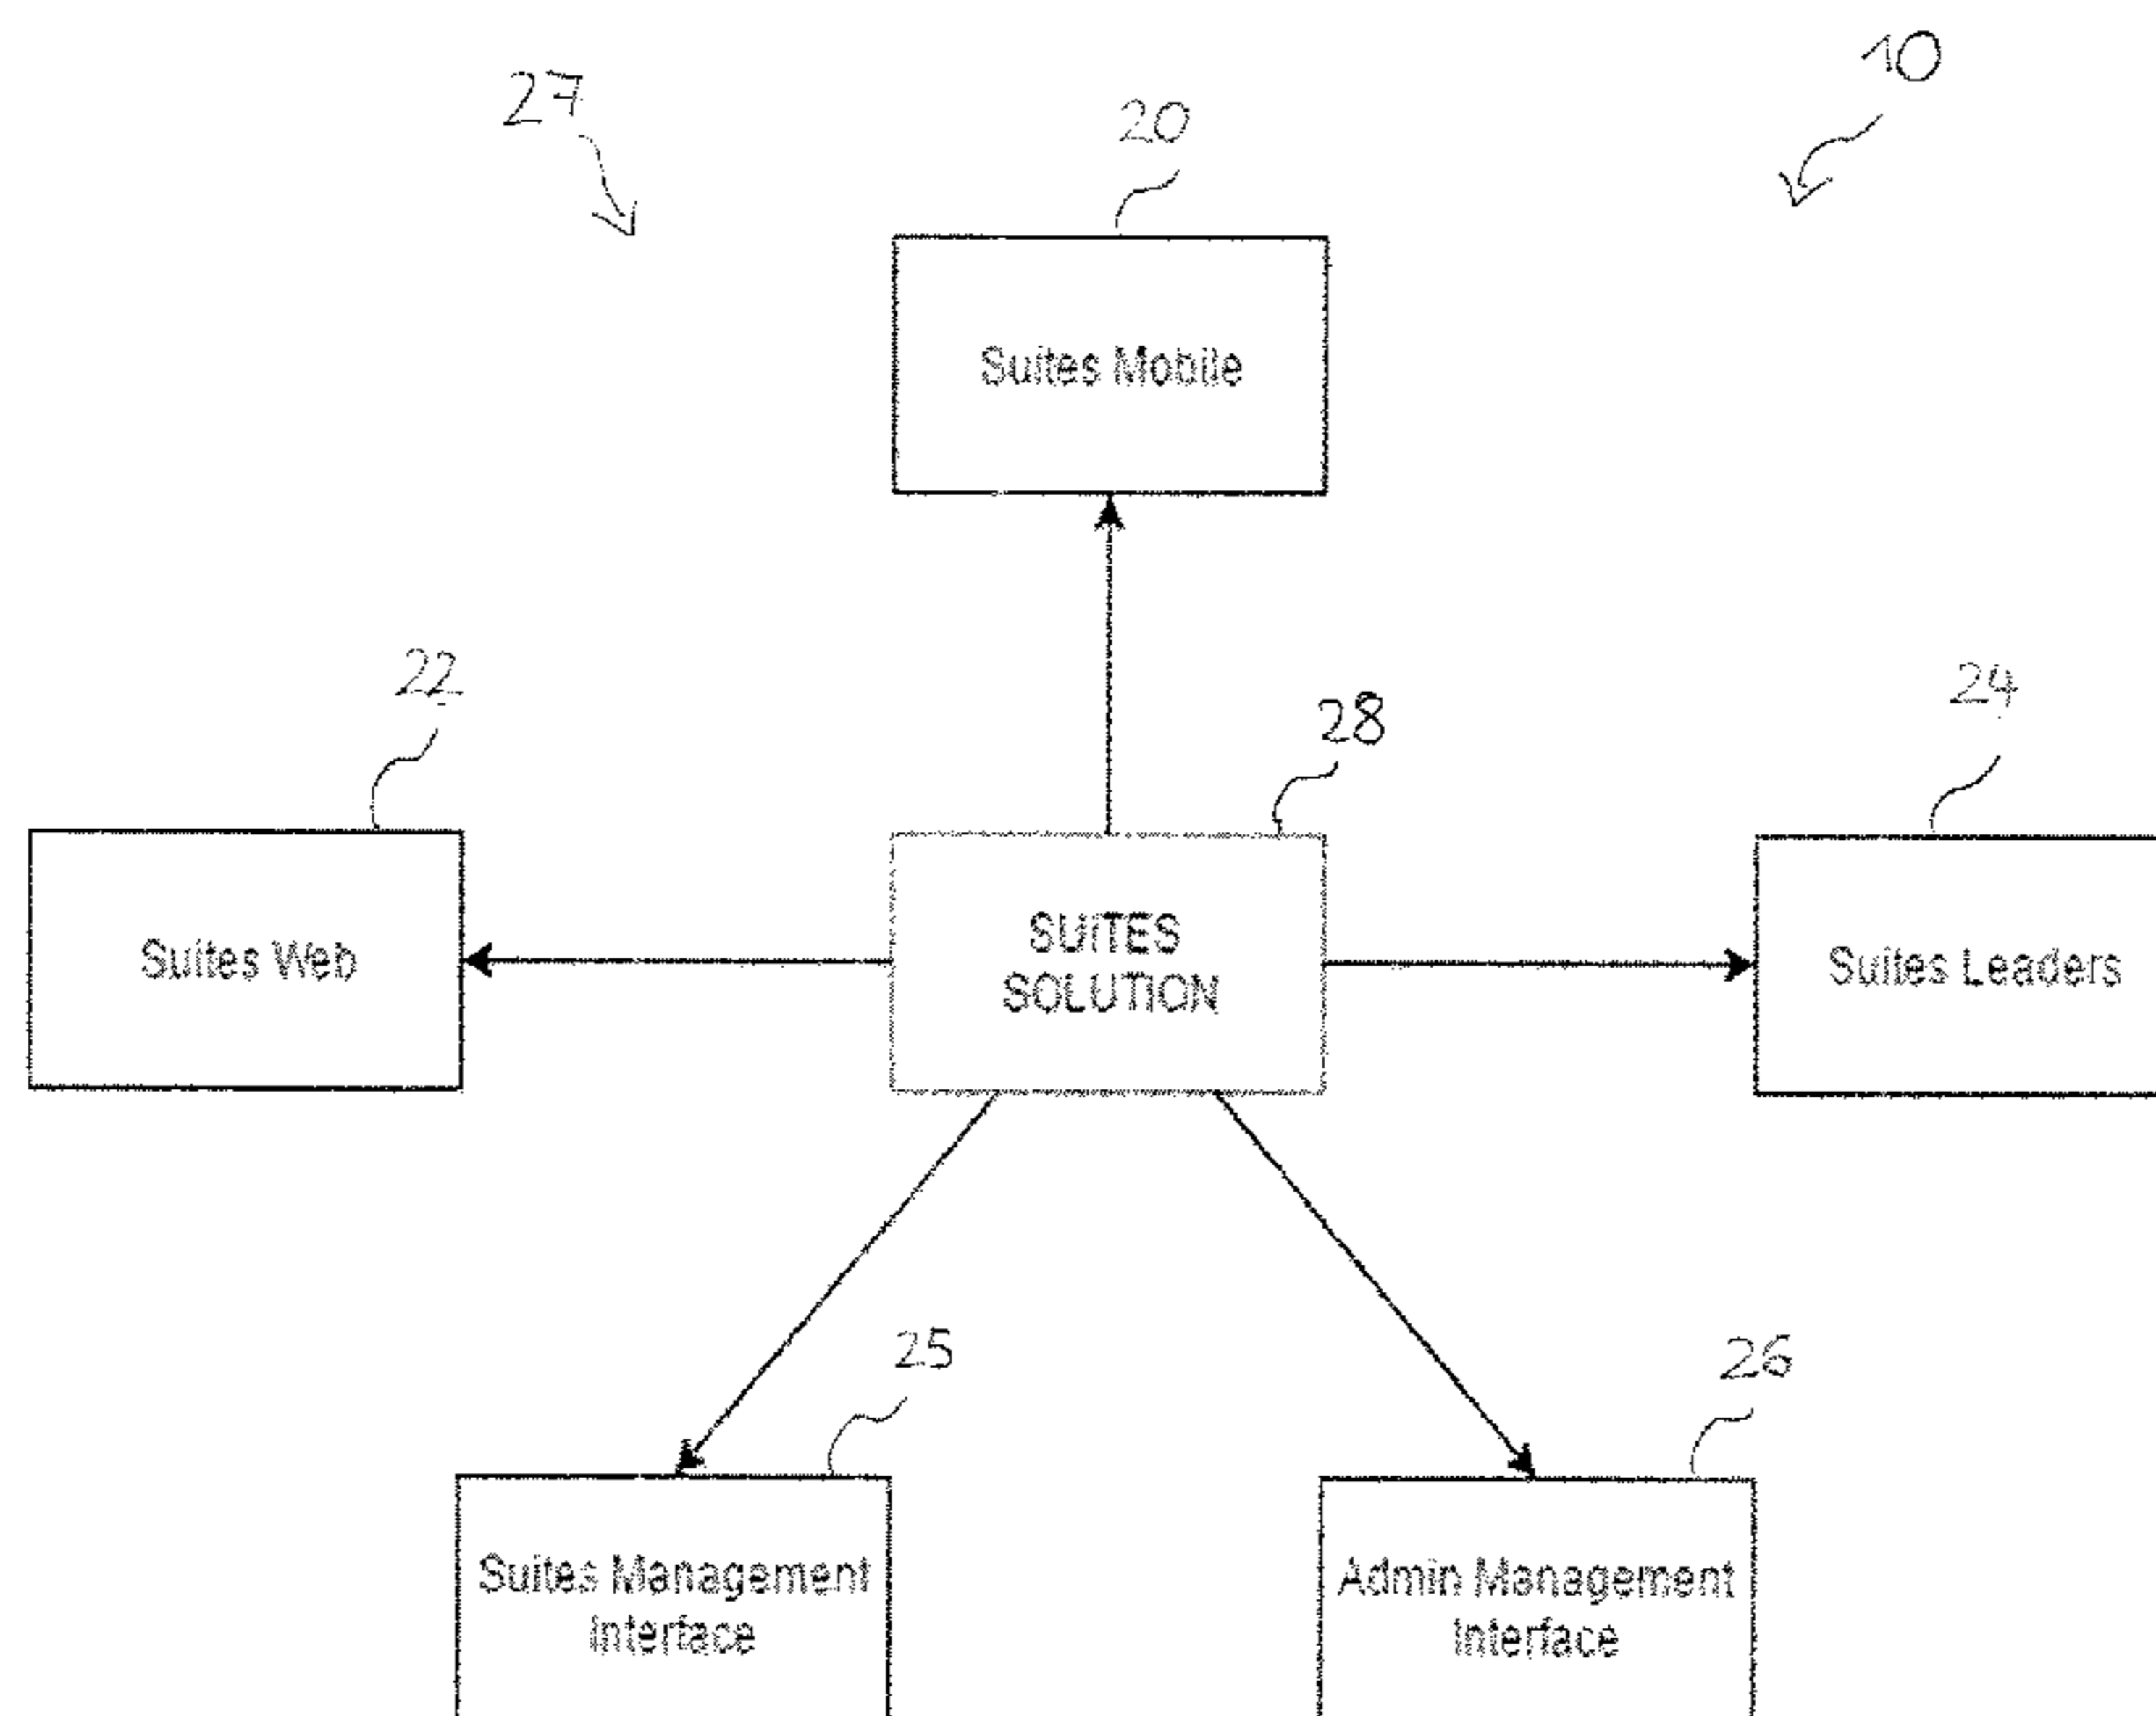 10
27
20
Suites Mobile
22
28
24
Suites Web
SUITES
SOLUTION
Suites Leaders
25
26
Suites Management
Interface
Admin Management
Interface